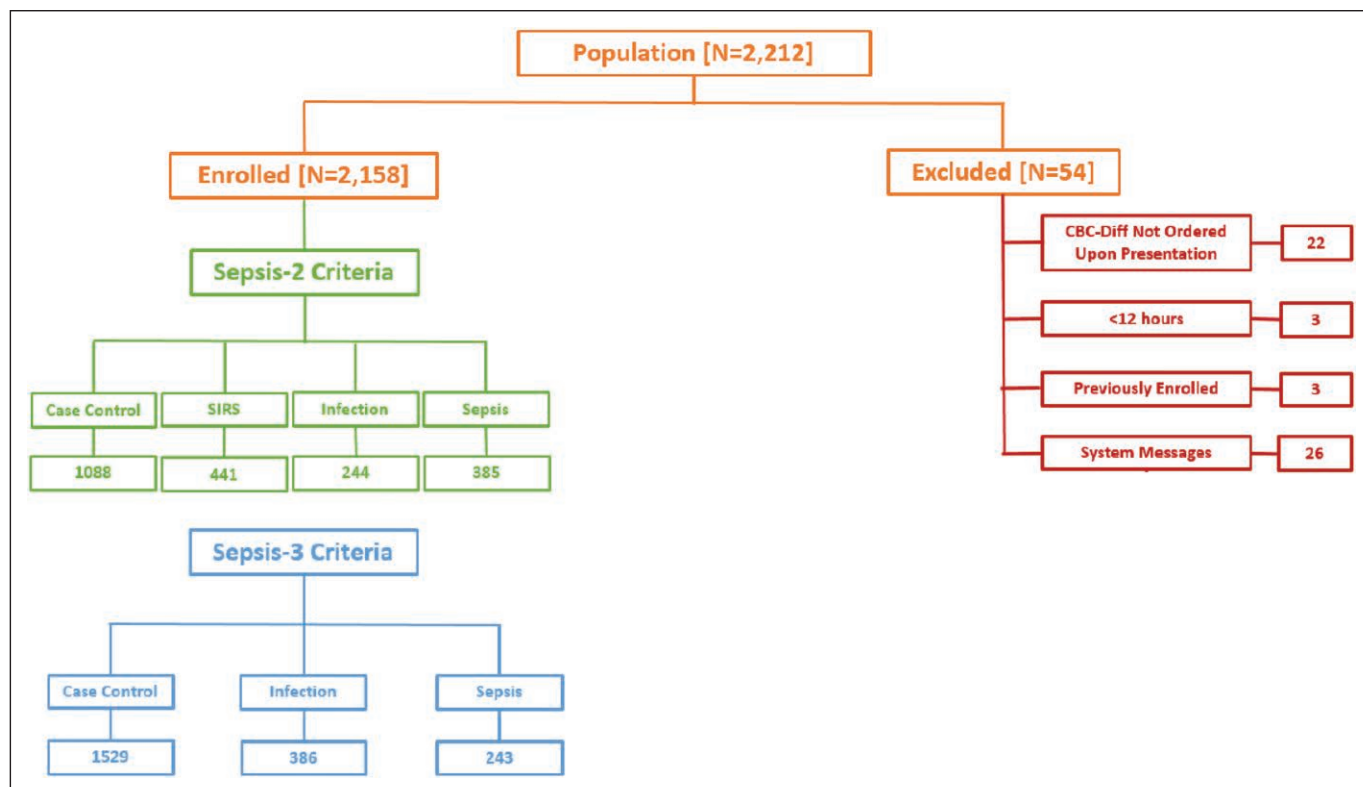 Population [N=2,212]
Enrolled [N=2,158]
Excluded [N=54]
CBC-Diff Not Ordered
Upon Presentation
22
<12 hours
3
Previously Enrolled
3
System Messages
26
Sepsis-2 Criteria
Case Control
SIRS
Infection
Sepsis
1088
441
244
385
Sepsis-3 Criteria
Case Control
Infection
Sepsis
1529
386
243